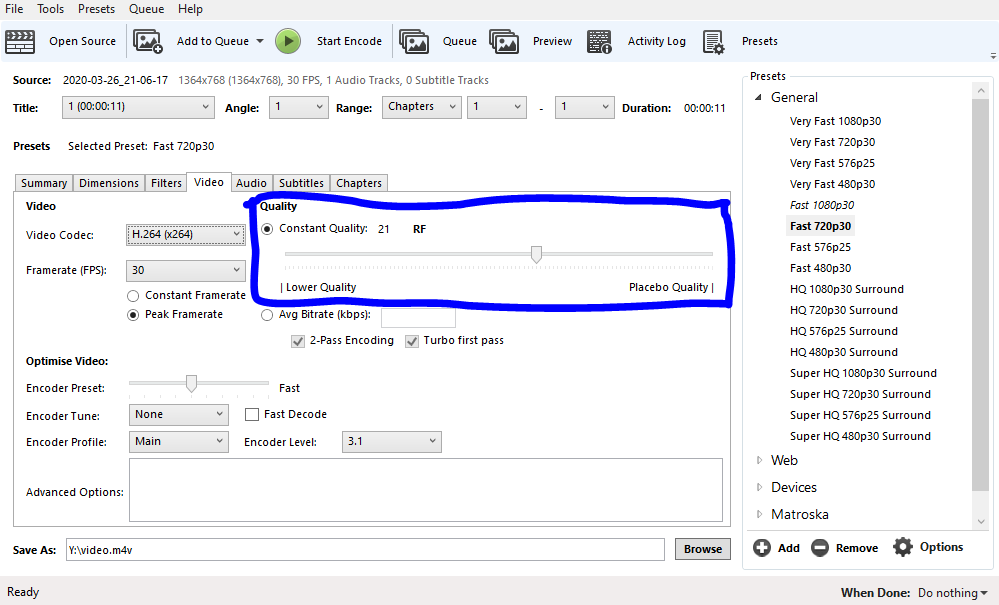 File Tools Presets Queue Help
Open Source Add to Queue Start Encode Queue Preview Activity Log Presets
Source: 2020-03-26_21-06-17 1364x768 (1364x768), 30 FPS, 1 Audio Tracks, 0 Subtitle Tracks
Title: 1 (00:00:11) Angle: 1 Range: Chapters 1 - 1 Duration: 00:00:11
Presets Selected Preset: Fast 720p30
Summary Dimensions Filters Video Audio Subtitles Chapters
Video
Video Codec: H.264 (x264)
Framerate (FPS): 30
Constant Framerate
Peak Framerate
Quality
Constant Quality: 21 RF
| Lower Quality Placebo Quality |
Avg Bitrate (kbps):
2-Pass Encoding Turbo first pass
Optimise Video:
Encoder Preset: Fast
Encoder Tune: None Fast Decode
Encoder Profile: Main Encoder Level: 3.1
Advanced Options:
Save As: Y:\video.m4v Browse
Presets
General
Very Fast 1080p30
Very Fast 720p30
Very Fast 576p25
Very Fast 480p30
Fast 1080p30
Fast 720p30
Fast 576p25
Fast 480p30
HQ 1080p30 Surround
HQ 720p30 Surround
HQ 576p25 Surround
HQ 480p30 Surround
Super HQ 1080p30 Surround
Super HQ 720p30 Surround
Super HQ 576p25 Surround
Super HQ 480p30 Surround
Web
Devices
Matroska
Add Remove Options
Ready When Done: Do nothing